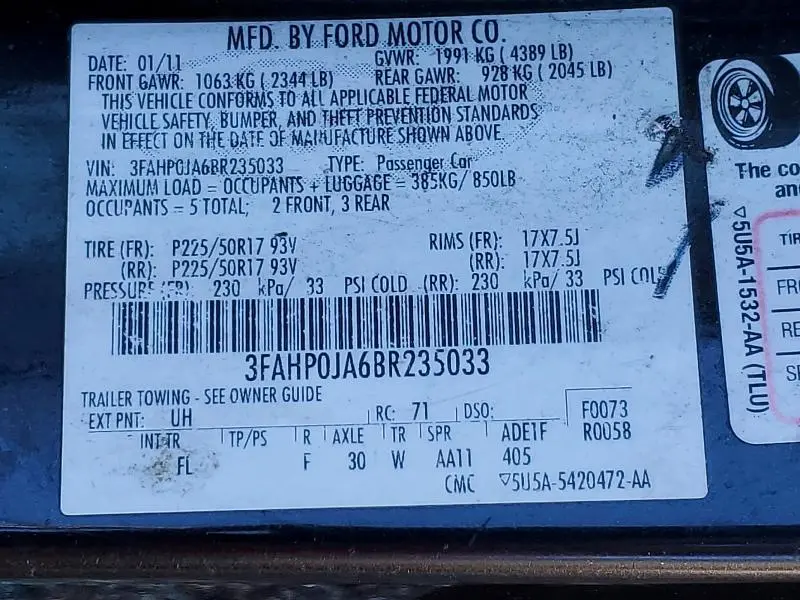 MFD. BY FORD MOTOR CO.
DATE: 01/11 GVWR: 1991 KG ( 4389 LB)
FRONT GAWR: 1063 KG ( 2344 LB) REAR GAWR: 928 KG ( 2045 LB)
THIS VEHICLE CONFORMS TO ALL APPLICABLE FEDERAL MOTOR
VEHICLE SAFETY, BUMPER, AND THEFT PREVENTION STANDARDS
IN EFFECT ON THE DATE OF MANUFACTURE SHOWN ABOVE.
VIN: 3FAHP0JA6BR235033 TYPE: Passenger Car
MAXIMUM LOAD = OCCUPANTS + LUGGAGE = 385KG/ 850LB
OCCUPANTS = 5 TOTAL; 2 FRONT, 3 REAR
TIRE (FR): P225/50R17 93V RIMS (FR): 17X7.5J
(RR): P225/50R17 93V (RR): 17X7.5J
PRESSURE (FR): 230 kPa/ 33 PSI COLD (RR): 230 kPa/ 33 PSI COLD
3FAHP0JA6BR235033
TRAILER TOWING - SEE OWNER GUIDE
EXT PNT: UH RC: 71 DSO: F0073
INT TR TP/PS R AXLE TR SPR ADE1F R0058
FL F 30 W AA11 405
CMC ▽5U5A-5420472-AA
The co
an
▽5U5A-1532-AA (TLU)
TIR
FRO
RE